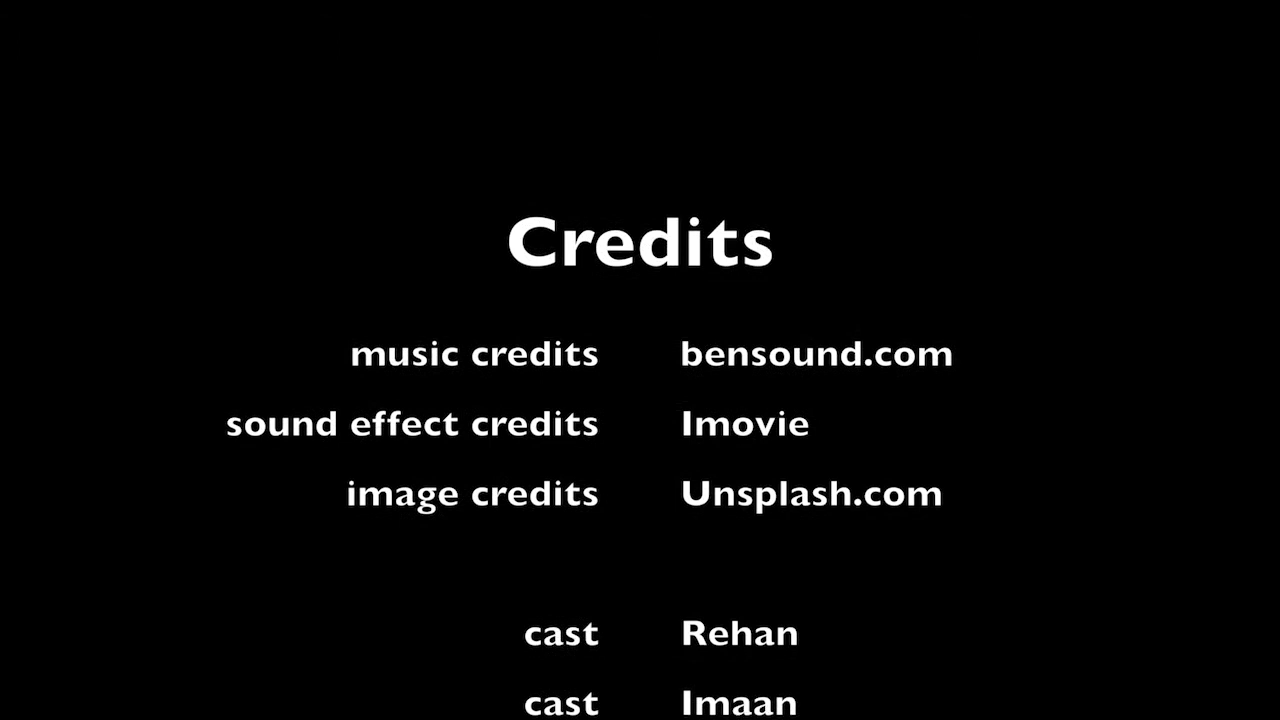 Credits
music credits bensound.com
sound effect credits Imovie
image credits Unsplash.com
cast Rehan
cast Imaan